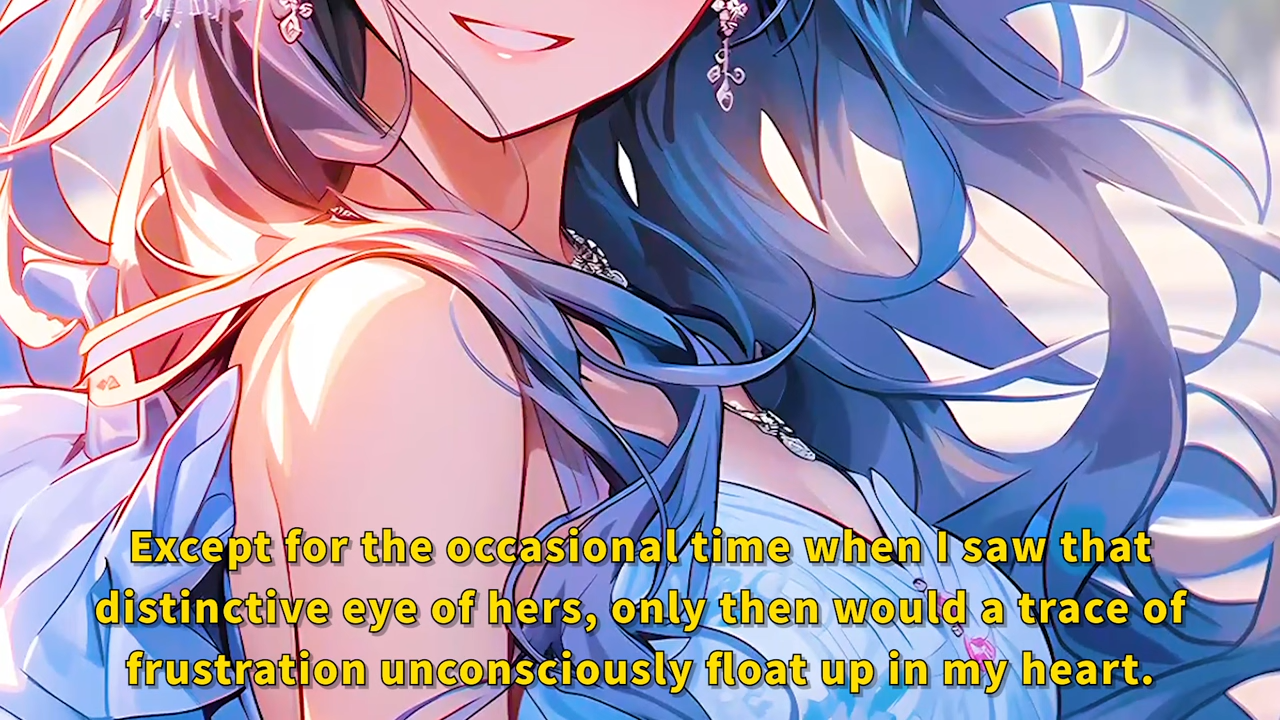 Except for the occasional time when I saw that
distinctive eye of hers, only then would a trace of
frustration unconsciously float up in my heart.